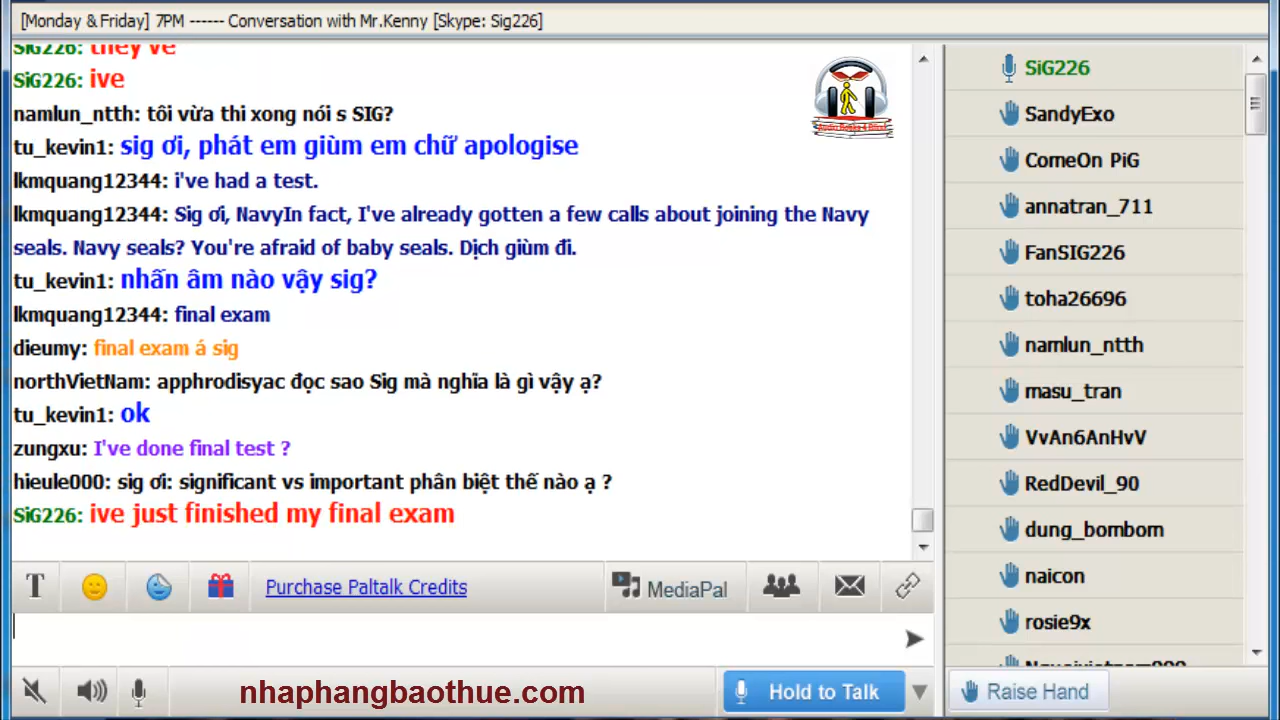 [Monday & Friday] 7PM ------ Conversation with Mr.Kenny [Skype: Sig226]
SiG226: they ve
SiG226: ive
namlun_ntth: tôi vừa thi xong nói s SIG?
tu_kevin1: sig ơi, phát em giùm em chữ apologise
lkmquang12344: i've had a test.
lkmquang12344: Sig ơi, NavyIn fact, I've already gotten a few calls about joining the Navy
seals. Navy seals? You're afraid of baby seals. Dịch giùm đi.
tu_kevin1: nhấn âm nào vậy sig?
lkmquang12344: final exam
dieumy: final exam á sig
northVietNam: apphrodisyac đọc sao Sig mà nghĩa là gì vậy ạ?
tu_kevin1: ok
zungxu: I've done final test ?
hieule000: sig ơi: significant vs important phân biệt thế nào ạ ?
SiG226: ive just finished my final exam
T
Purchase Paltalk Credits
MediaPal
nhaphangbaothue.com
Hold to Talk
SiG226
SandyExo
ComeOn PiG
annatran_711
FanSIG226
toha26696
namlun_ntth
masu_tran
VvAn6AnHvV
RedDevil_90
dung_bomborn
naicon
rosie9x
Raise Hand